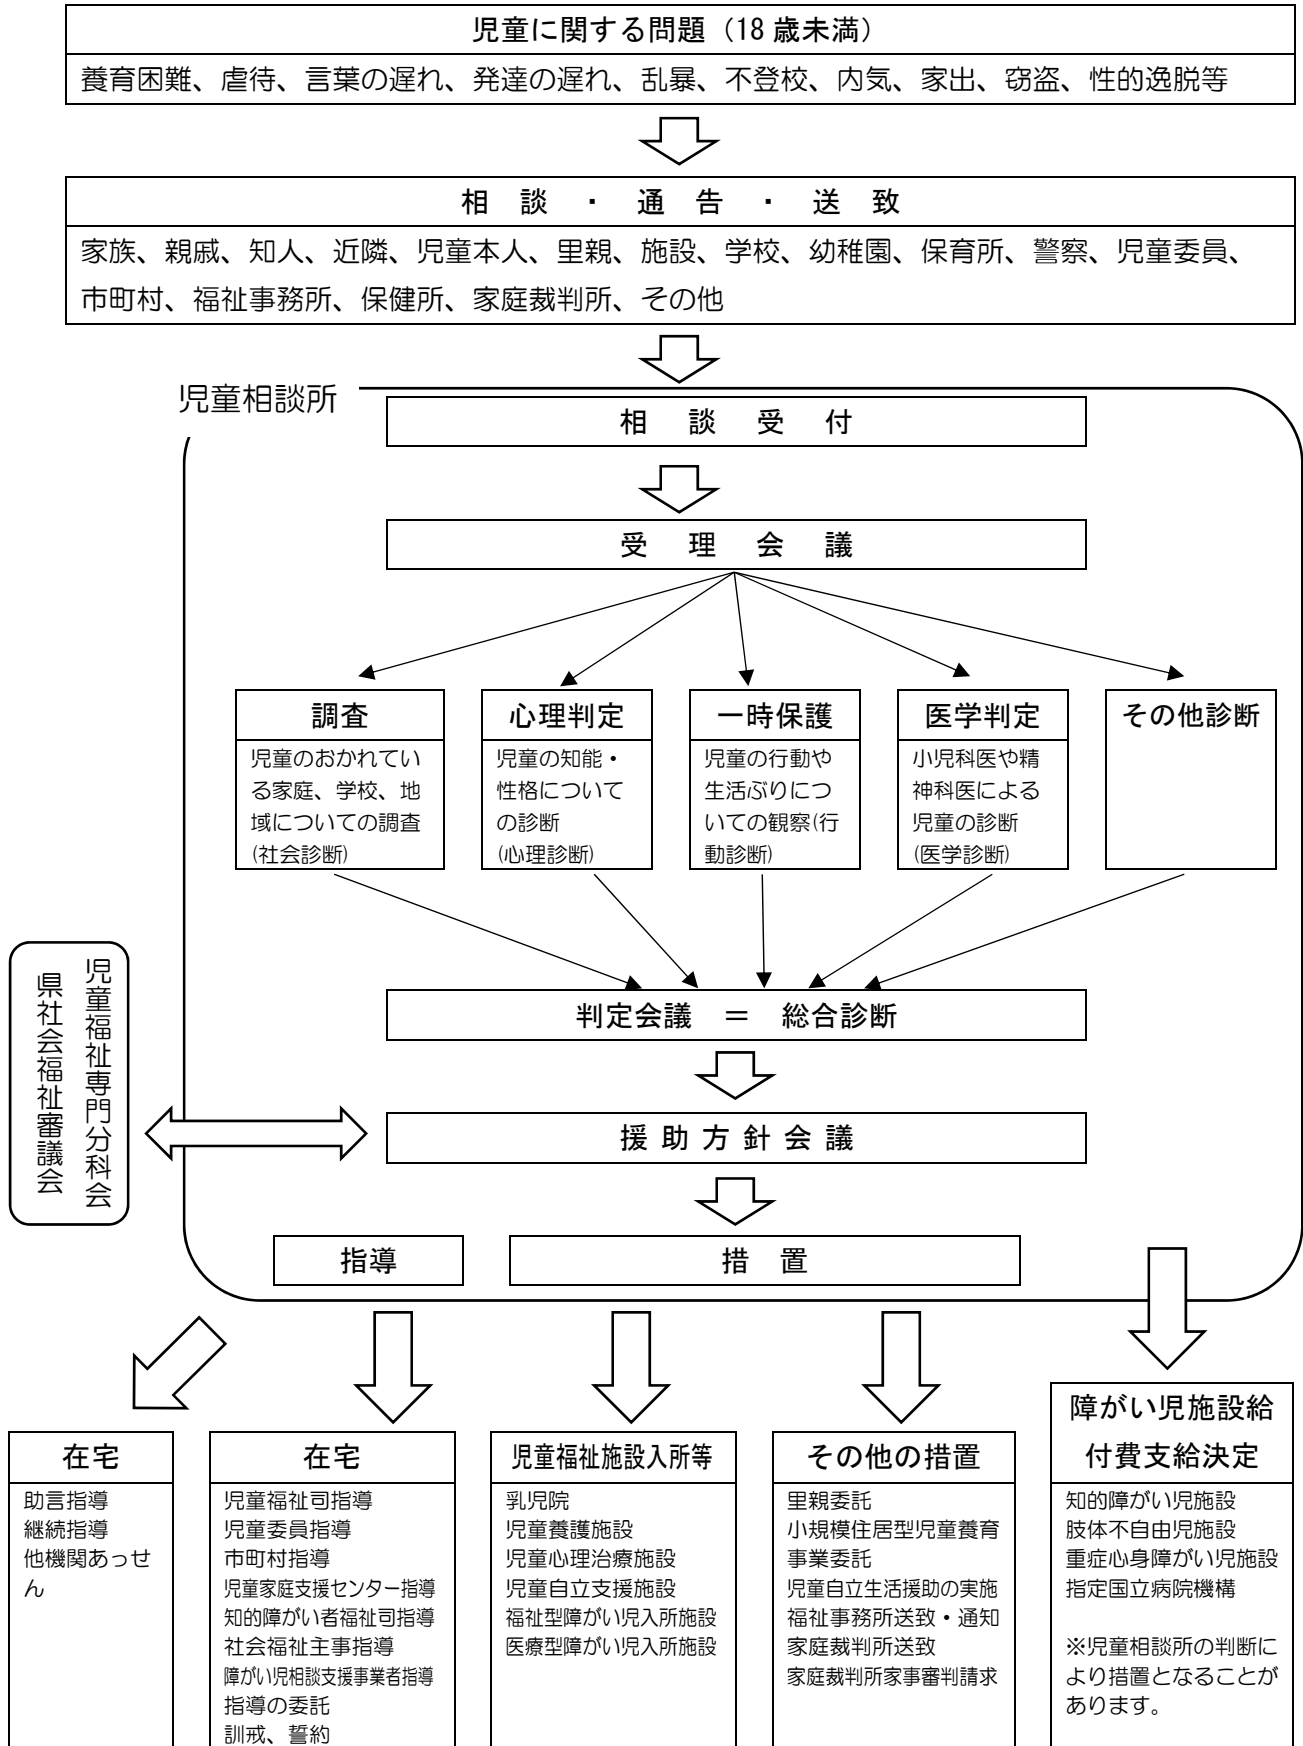 児童に関する問題（18 歳未満）
養育困難、虐待、言葉の遅れ、発達の遅れ、乱暴、不登校、内気、家出、窃盗、性的逸脱等
相 談 ・ 通 告 ・ 送 致
家族、親戚、知人、近隣、児童本人、里親、施設、学校、幼稚園、保育所、警察、児童委員、
市町村、福祉事務所、保健所、家庭裁判所、その他
児童相談所
相 談 受 付
受 理 会 議
調査
児童のおかれてい
る家庭、学校、地
域についての調査
(社会診断)
心理判定
児童の知能・
性格について
の診断
(心理診断)
一時保護
児童の行動や
生活ぶりにつ
いての観察(行
動診断)
医学判定
小児科医や精
神科医による
児童の診断
(医学診断)
その他診断
判定会議 ＝ 総合診断
児童福祉専門分科会
県社会福祉審議会
援 助 方 針 会 議
指導
措 置
在宅
助言指導
継続指導
他機関あっせ
ん
在宅
児童福祉司指導
児童委員指導
市町村指導
児童家庭支援センター指導
知的障がい者福祉司指導
社会福祉主事指導
障がい児相談支援事業者指導
指導の委託
訓戒、誓約
児童福祉施設入所等
乳児院
児童養護施設
児童心理治療施設
児童自立支援施設
福祉型障がい児入所施設
医療型障がい児入所施設
その他の措置
里親委託
小規模住居型児童養育
事業委託
児童自立生活援助の実施
福祉事務所送致・通知
家庭裁判所送致
家庭裁判所家事審判請求
障がい児施設給
付費支給決定
知的障がい児施設
肢体不自由児施設
重症心身障がい児施設
指定国立病院機構
※児童相談所の判断に
より措置となることが
あります。